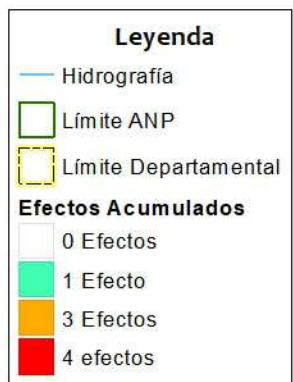 Leyenda
Hidrografía
Límite ANP
Límite Departamental
Efectos Acumulados
0 Efectos
1 Efecto
3 Efectos
4 efectos